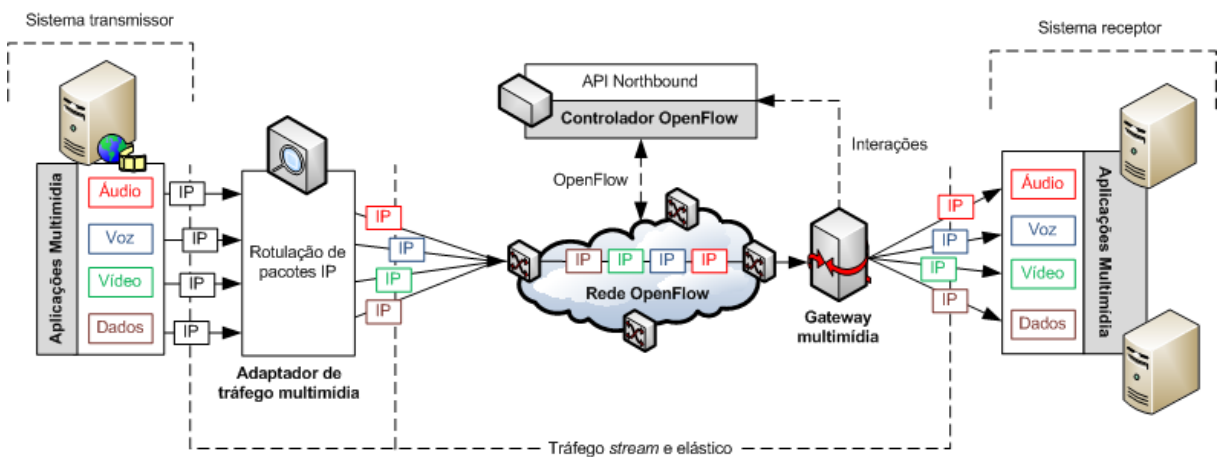 Sistema transmissor
Sistema receptor
API Northbound
Controlador OpenFlow
Interações
OpenFlow
Aplicações Multimídia
Áudio
Voz
Vídeo
Dados
IP
IP
IP
IP
Rotulação de
pacotes IP
Adaptador de
tráfego multimídia
IP
IP
IP
IP
IP
IP
IP
IP
Rede OpenFlow
Gateway
multimídia
IP
IP
IP
IP
Áudio
Voz
Vídeo
Dados
Aplicações Multimídia
Tráfego stream e elástico